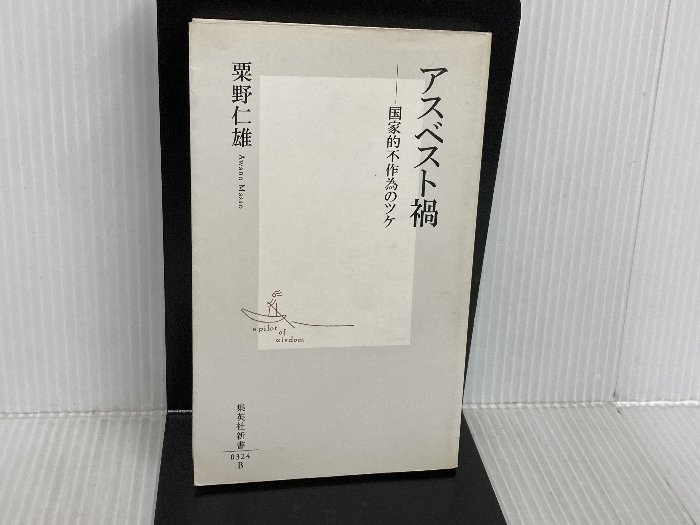 アスベスト禍
――国家的不作為のツケ
粟野仁雄
Awano Masao
a pilot
of
wisdom
集英社新書
0324
B